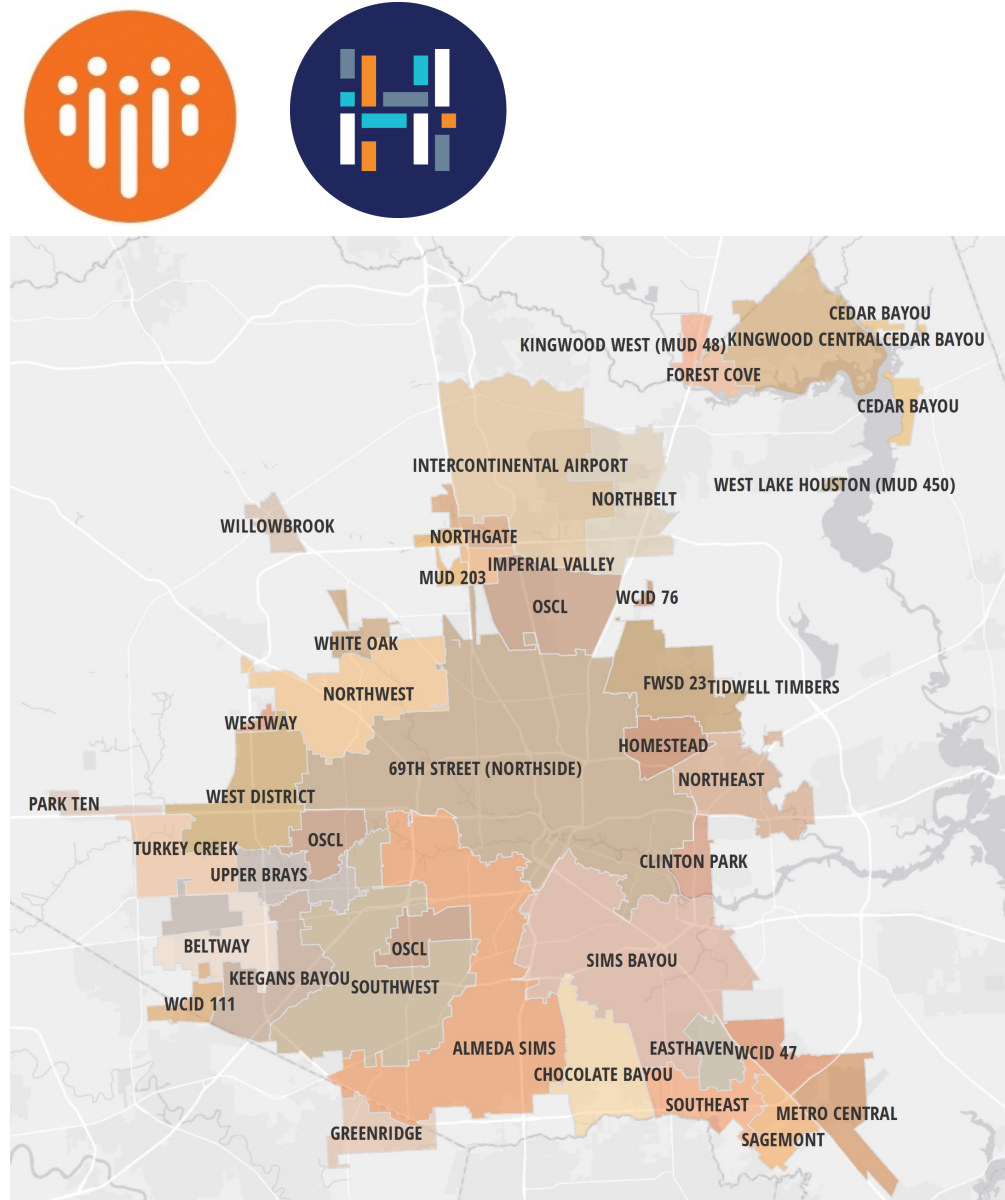 CEDAR BAYOU
KINGWOOD WEST (MUD 48)
KINGWOOD CENTRAL
CEDAR BAYOU
FOREST COVE
CEDAR BAYOU
INTERCONTINENTAL AIRPORT
WEST LAKE HOUSTON (MUD 450)
NORTHBELT
WILLOWBROOK
NORTHGATE
IMPERIAL VALLEY
MUD 203
WCID 76
OSCL
WHITE OAK
FWSD 23
TIDWELL TIMBERS
NORTHWEST
WESTWAY
HOMESTEAD
69TH STREET (NORTHSIDE)
NORTHEAST
WEST DISTRICT
PARK TEN
OSCL
TURKEY CREEK
CLINTON PARK
UPPER BRAYS
BELTWAY
OSCL
SIMS BAYOU
KEEGANS BAYOU
SOUTHWEST
WCID 111
ALMEDA SIMS
EASTHAVEN
WCID 47
CHOCOLATE BAYOU
SOUTHEAST
METRO CENTRAL
GREENRIDGE
SAGEMONT